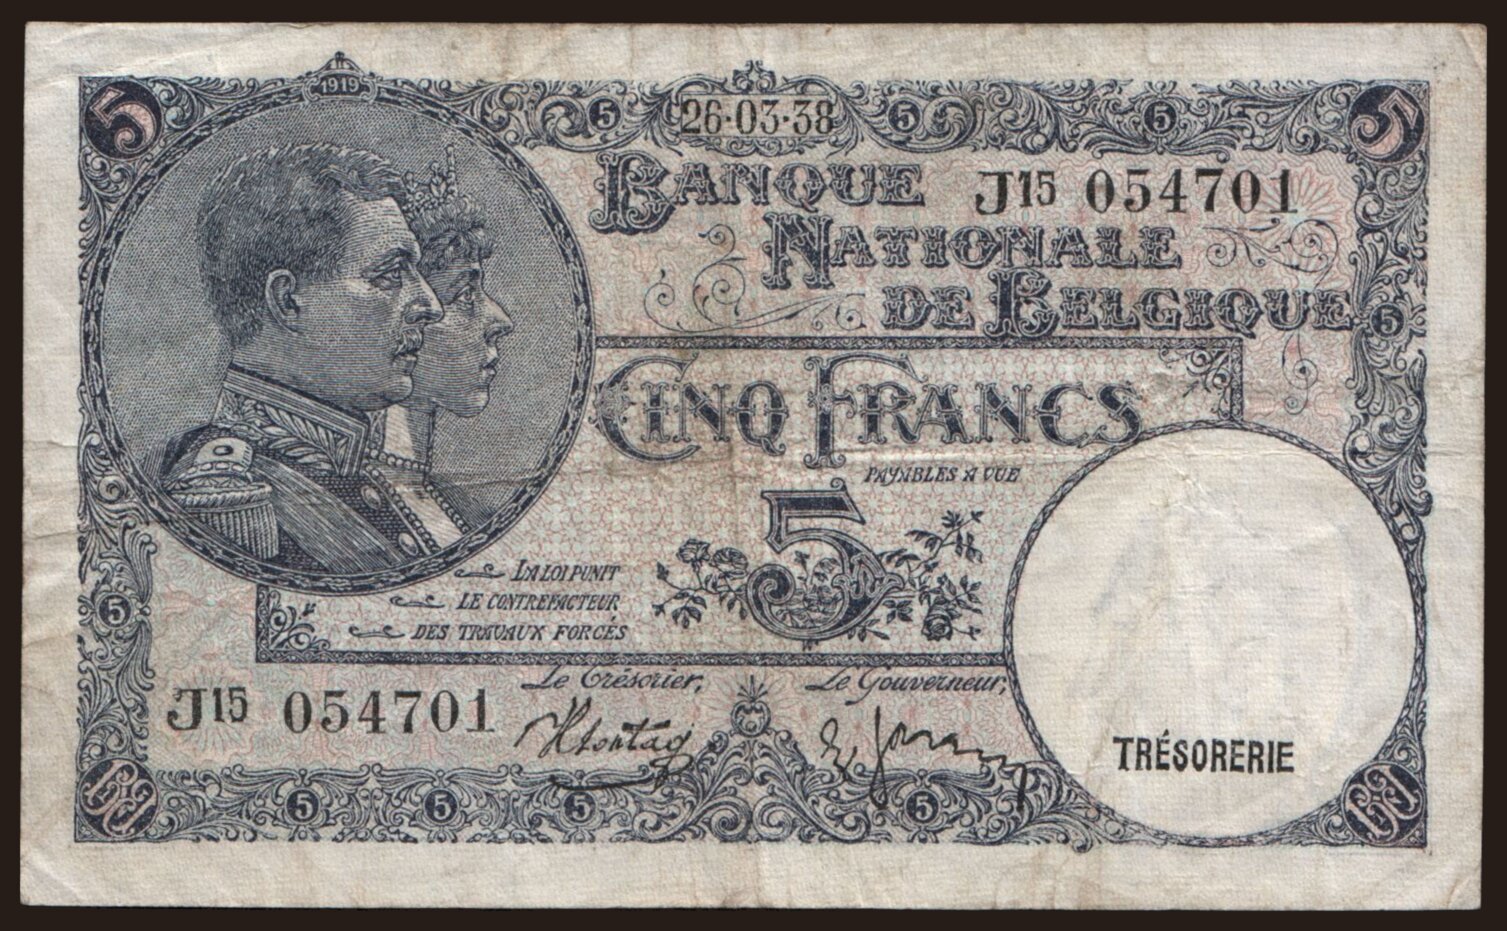 1919
5 5
5 26·03·38 5 5
BANQUE J15 054701
NATIONALE
DE BELGIQUE
5
CINQ FRANCS
PAYABLES A VUE
5
LA LOI PUNIT
LE CONTREFACTEUR
DES TRAVAUX FORCÉS
5
Le Trésorier, Le Gouverneur,
J15 054701
TRÉSORERIE
5 5 5 5